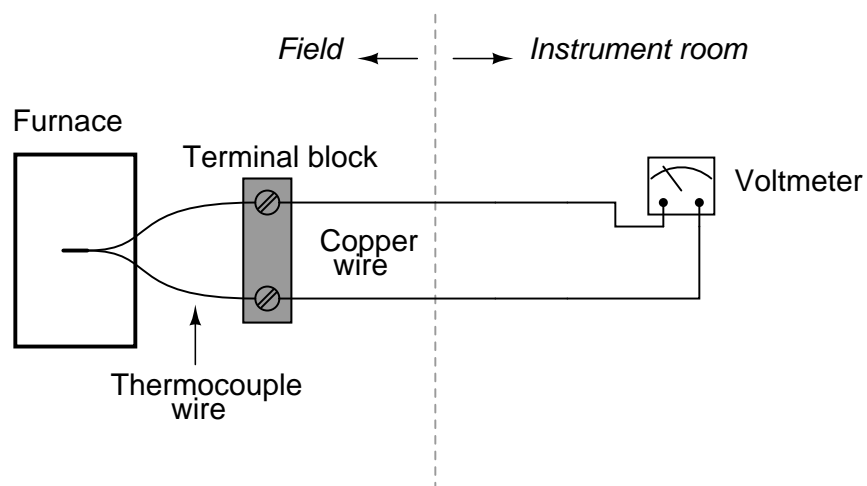 Field
Instrument room
Furnace
Terminal block
Voltmeter
Copper
wire
Thermocouple
wire